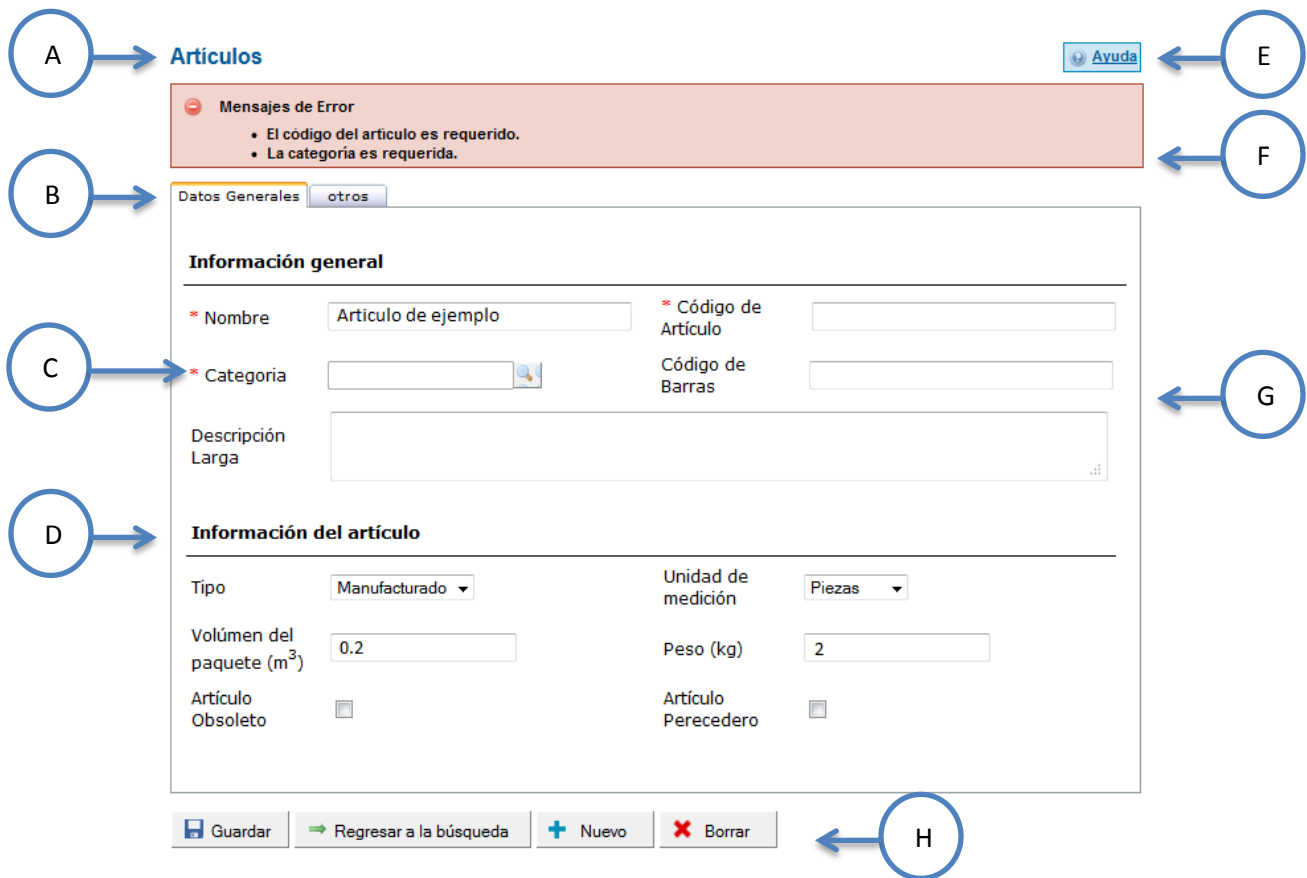 A
Artículos
Ayuda
E
Mensajes de Error
• El código del artìculo es requerido.
• La categoría es requerida.
F
B
Datos Generales
otros
Información general
* Nombre
Articulo de ejemplo
* Código de
Artículo
C
* Categoria
Código de
Barras
G
Descripción
Larga
D
Información del artículo
Tipo
Manufacturado
Unidad de
medición
Piezas
Volúmen del
paquete (m³)
0.2
Peso (kg)
2
Artículo
Obsoleto
Artículo
Perecedero
Guardar
Regresar a la búsqueda
Nuevo
Borrar
H